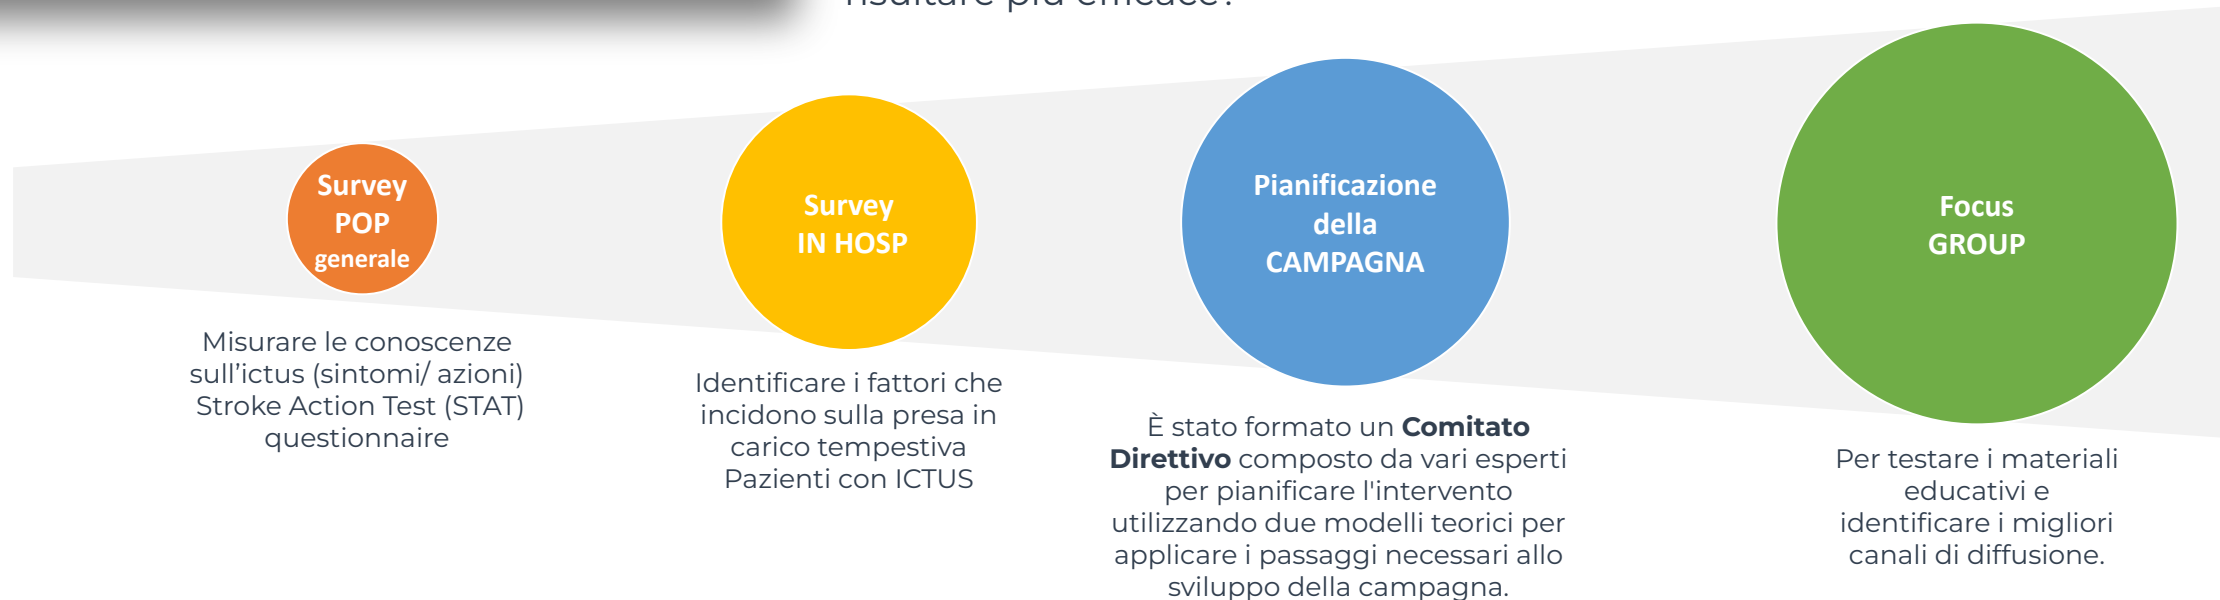 risultare più efficace?
Survey
POP
generale
Misurare le conoscenze
sull’ictus (sintomi/ azioni)
Stroke Action Test (STAT)
questionnaire
Survey
IN HOSP
Identificare i fattori che
incidono sulla presa in
carico tempestiva
Pazienti con ICTUS
Pianificazione
della
CAMPAGNA
È stato formato un Comitato
Direttivo composto da vari esperti
per pianificare l'intervento
utilizzando due modelli teorici per
applicare i passaggi necessari allo
sviluppo della campagna.
Focus
GROUP
Per testare i materiali
educativi e
identificare i migliori
canali di diffusione.